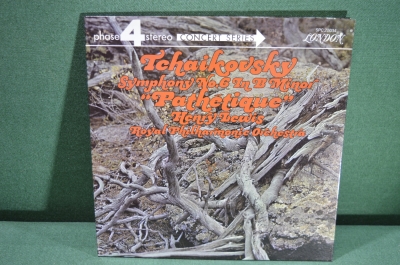 phase 4 stereo CONCERT SERIES
LONDON
Tchaikovsky
Symphony No.6 In B Minor
"Pathetique"
Henry Lewis
Royal Philharmonic Orchestra